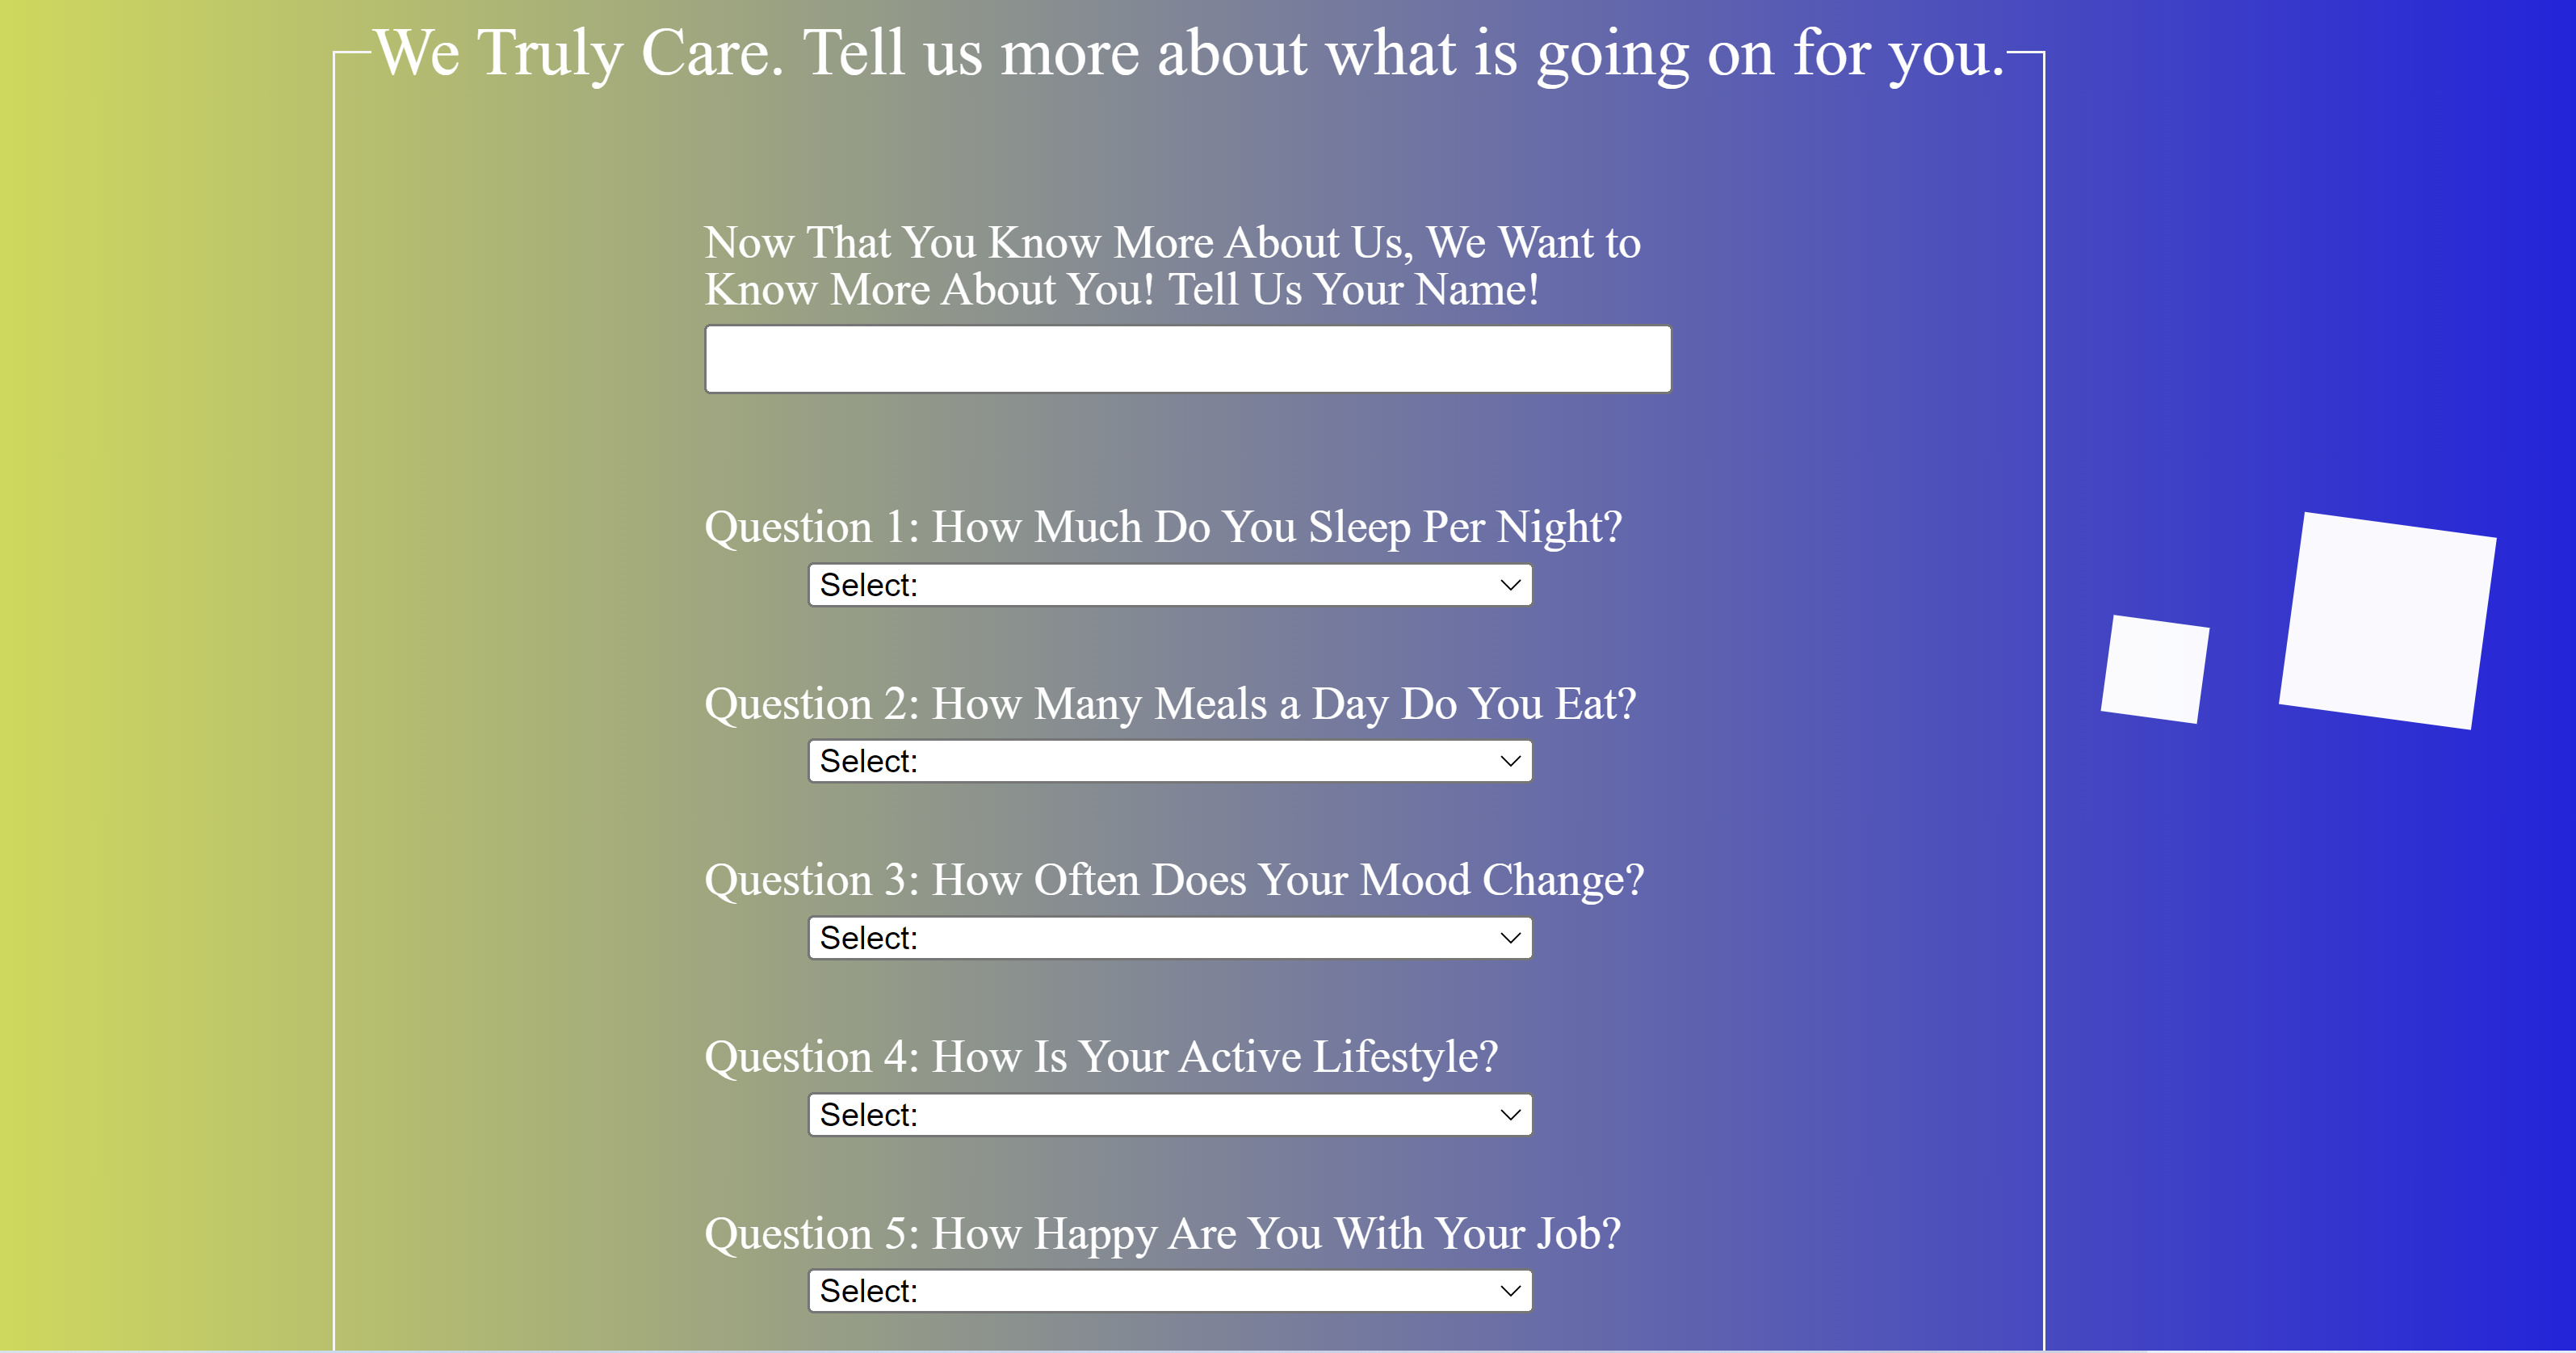 We Truly Care. Tell us more about what is going on for you.
Now That You Know More About Us, We Want to
Know More About You! Tell Us Your Name!
Question 1: How Much Do You Sleep Per Night?
Select:
Question 2: How Many Meals a Day Do You Eat?
Select:
Question 3: How Often Does Your Mood Change?
Select:
Question 4: How Is Your Active Lifestyle?
Select:
Question 5: How Happy Are You With Your Job?
Select: